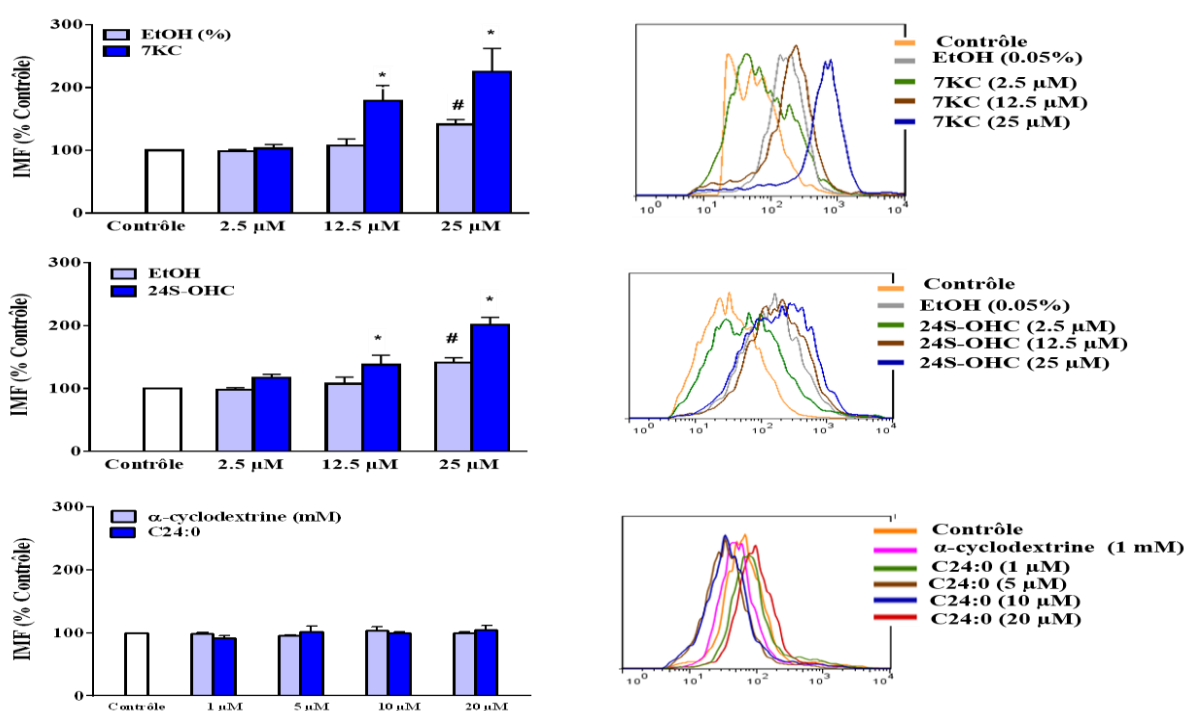 300
200
100
0
IMF (% Contrôle)
EtOH (%)
7KC
*
#
*
Contrôle 2.5 μM 12.5 μM 25 μM
10⁰ 10¹ 10² 10³ 10⁴
Contrôle
EtOH (0.05%)
7KC (2.5 μM)
7KC (12.5 μM)
7KC (25 μM)
300
200
100
0
IMF (% Contrôle)
EtOH
24S-OHC
*
#
*
Contrôle 2.5 μM 12.5 μM 25 μM
10⁰ 10¹ 10² 10³ 10⁴
Contrôle
EtOH (0.05%)
24S-OHC (2.5 μM)
24S-OHC (12.5 μM)
24S-OHC (25 μM)
300
200
100
0
IMF (% Contrôle)
α-cyclodextrine (mM)
C24:0
Contrôle 1 μM 5 μM 10 μM 20 μM
10⁰ 10¹ 10² 10³ 10⁴
Contrôle
α-cyclodextrine (1 mM)
C24:0 (1 μM)
C24:0 (5 μM)
C24:0 (10 μM)
C24:0 (20 μM)